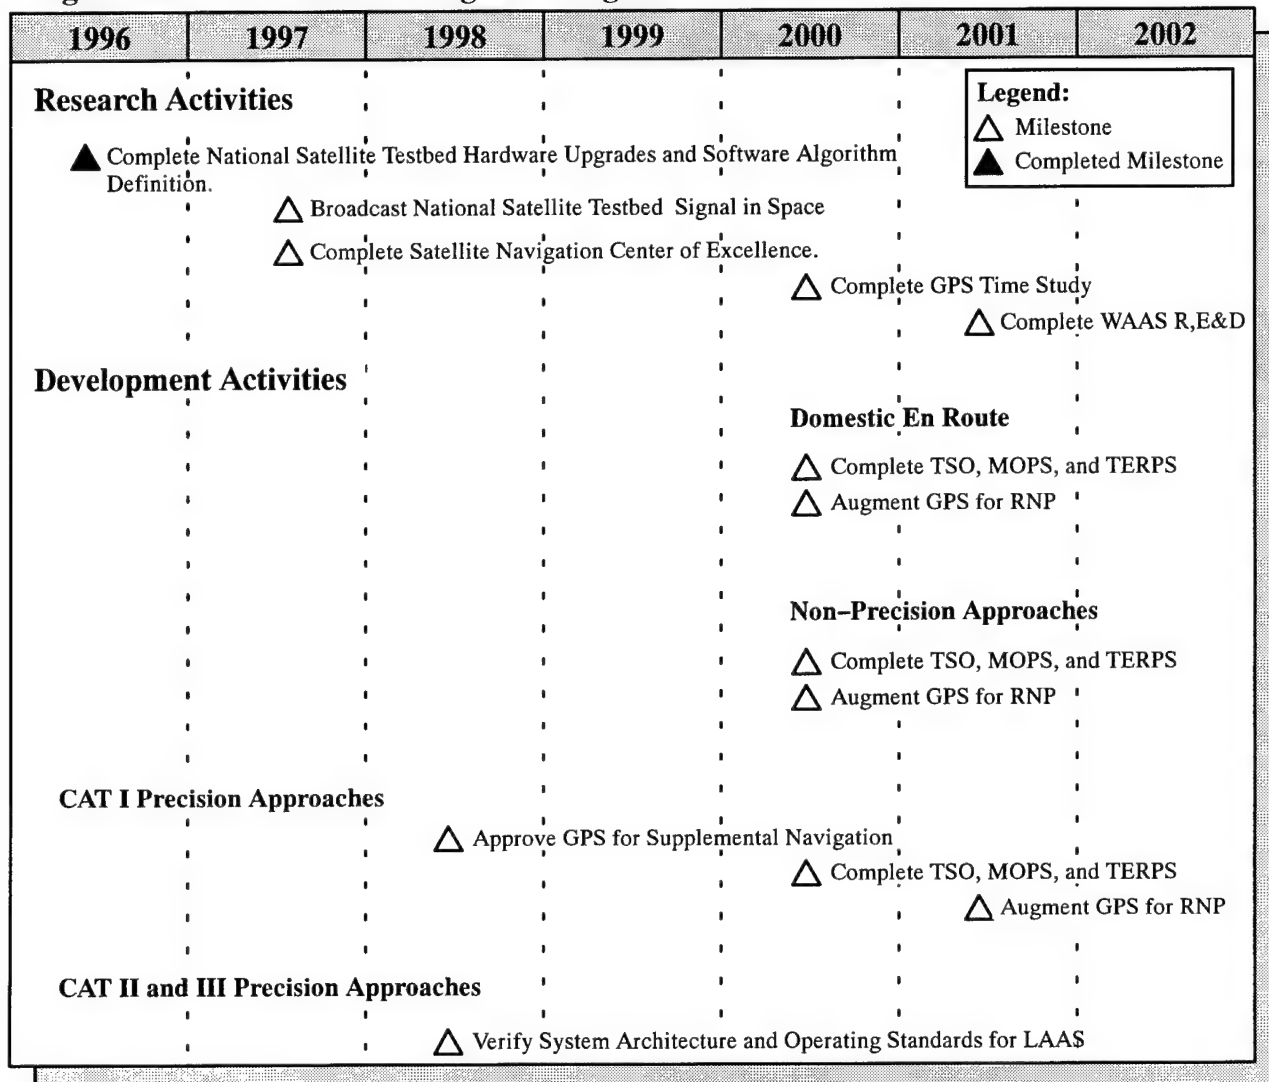 1996 1997 1998 1999 2000 2001 2002
Research Activities
Legend:
Milestone
Completed Milestone
Complete National Satellite Testbed Hardware Upgrades and Software Algorithm
Definition.
Broadcast National Satellite Testbed Signal in Space
Complete Satellite Navigation Center of Excellence.
Complete GPS Time Study
Complete WAAS R,E&D
Development Activities
Domestic En Route
Complete TSO, MOPS, and TERPS
Augment GPS for RNP
Non–Precision Approaches
Complete TSO, MOPS, and TERPS
Augment GPS for RNP
CAT I Precision Approaches
Approve GPS for Supplemental Navigation
Complete TSO, MOPS, and TERPS
Augment GPS for RNP
CAT II and III Precision Approaches
Verify System Architecture and Operating Standards for LAAS